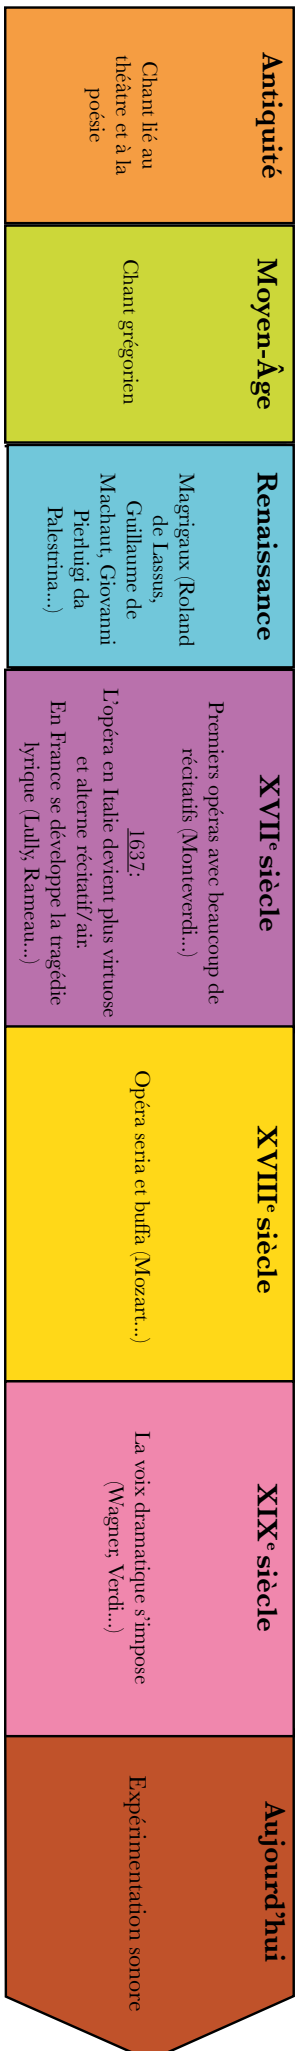 Antiquité
Chant lié au
théâtre et à la
poésie
Moyen-Âge
Chant grégorien
Renaissance
Magrigaux (Roland
de Lassus,
Guillaume de
Machaut, Giovanni
Pierluigi da
Palestrina...)
XVIIe siècle
Premiers opéras avec beaucoup de
récitatifs (Monteverdi...)
1637:
L'opéra en Italie devient plus virtuose
et alterne récitatif/air.
En France se développe la tragédie
lyrique (Lully, Rameau...)
XVIIIe siècle
Opéra seria et buffa (Mozart...)
XIXe siècle
La voix dramatique s'impose
(Wagner, Verdi...)
Aujourd'hui
Expérimentation sonore